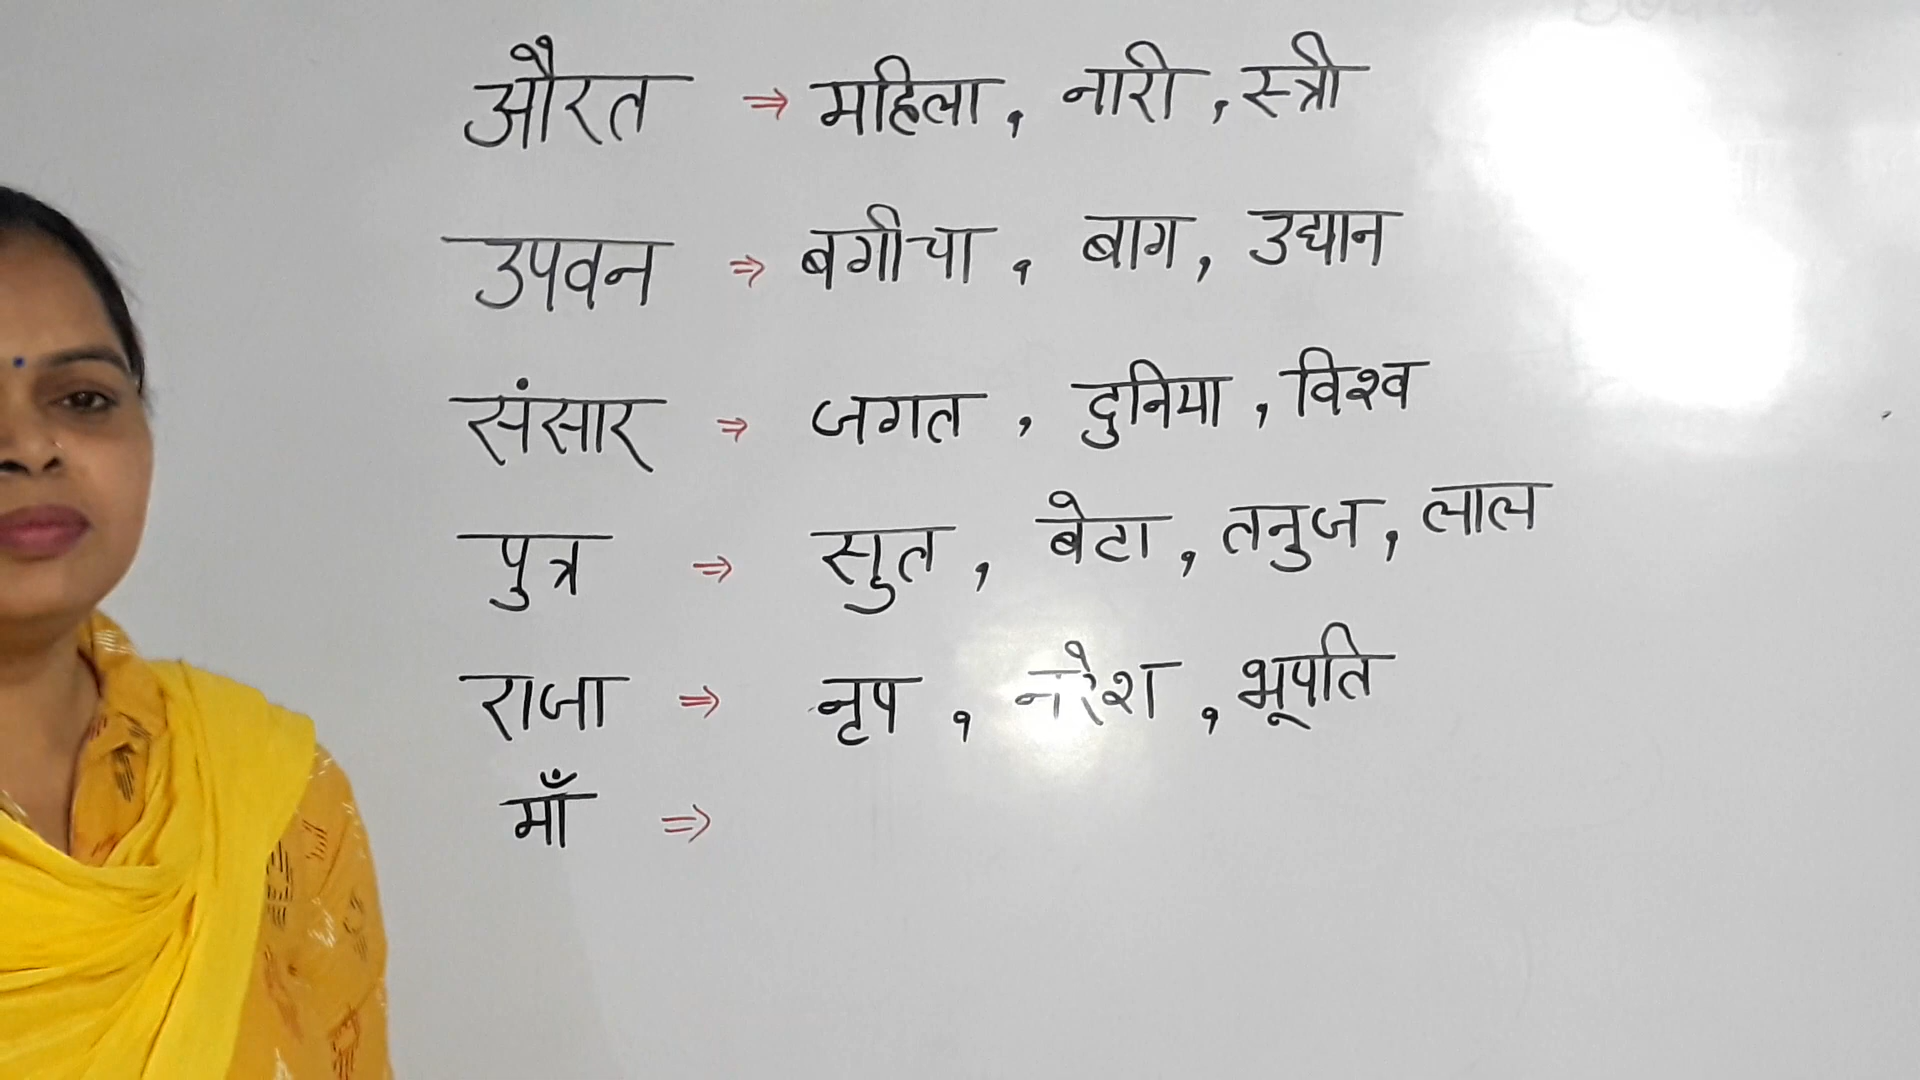 औरत ⇒ महिला, नारी, स्त्री
उपवन ⇒ बगीचा, बाग, उद्यान
संसार ⇒ जगत, दुनिया, विश्व
पुत्र ⇒ सुत, बेटा, तनुज, लाल
राजा ⇒ नृप, नरेश, भूपति
माँ ⇒